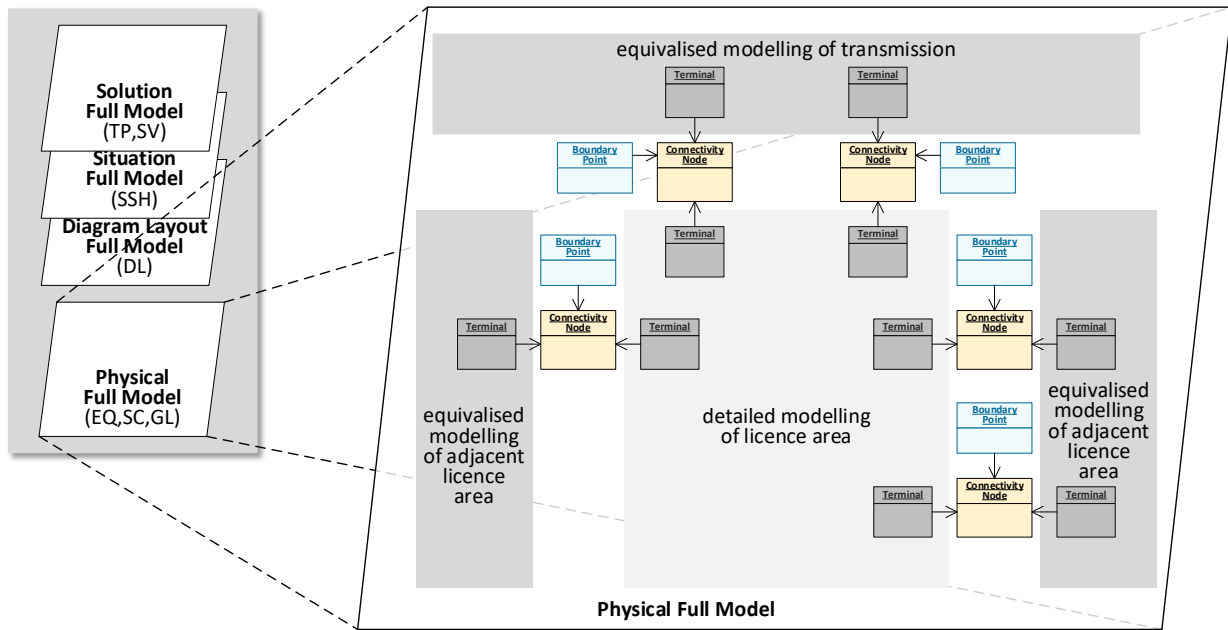 Solution
Full Model
(TP,SV)
Situation
Full Model
(SSH)
Diagram Layout
Full Model
(DL)
Physical
Full Model
(EQ,SC,GL)
equivalised modelling of transmission
Terminal
Terminal
Boundary
Point
Connectivity
Node
Connectivity
Node
Boundary
Point
Terminal
Terminal
Boundary
Point
Boundary
Point
Terminal
Connectivity
Node
Terminal
Terminal
Connectivity
Node
Terminal
equivalised
modelling
of adjacent
licence
area
detailed modelling
of licence area
equivalised
modelling
of adjacent
licence
area
Boundary
Point
Terminal
Connectivity
Node
Terminal
Physical Full Model